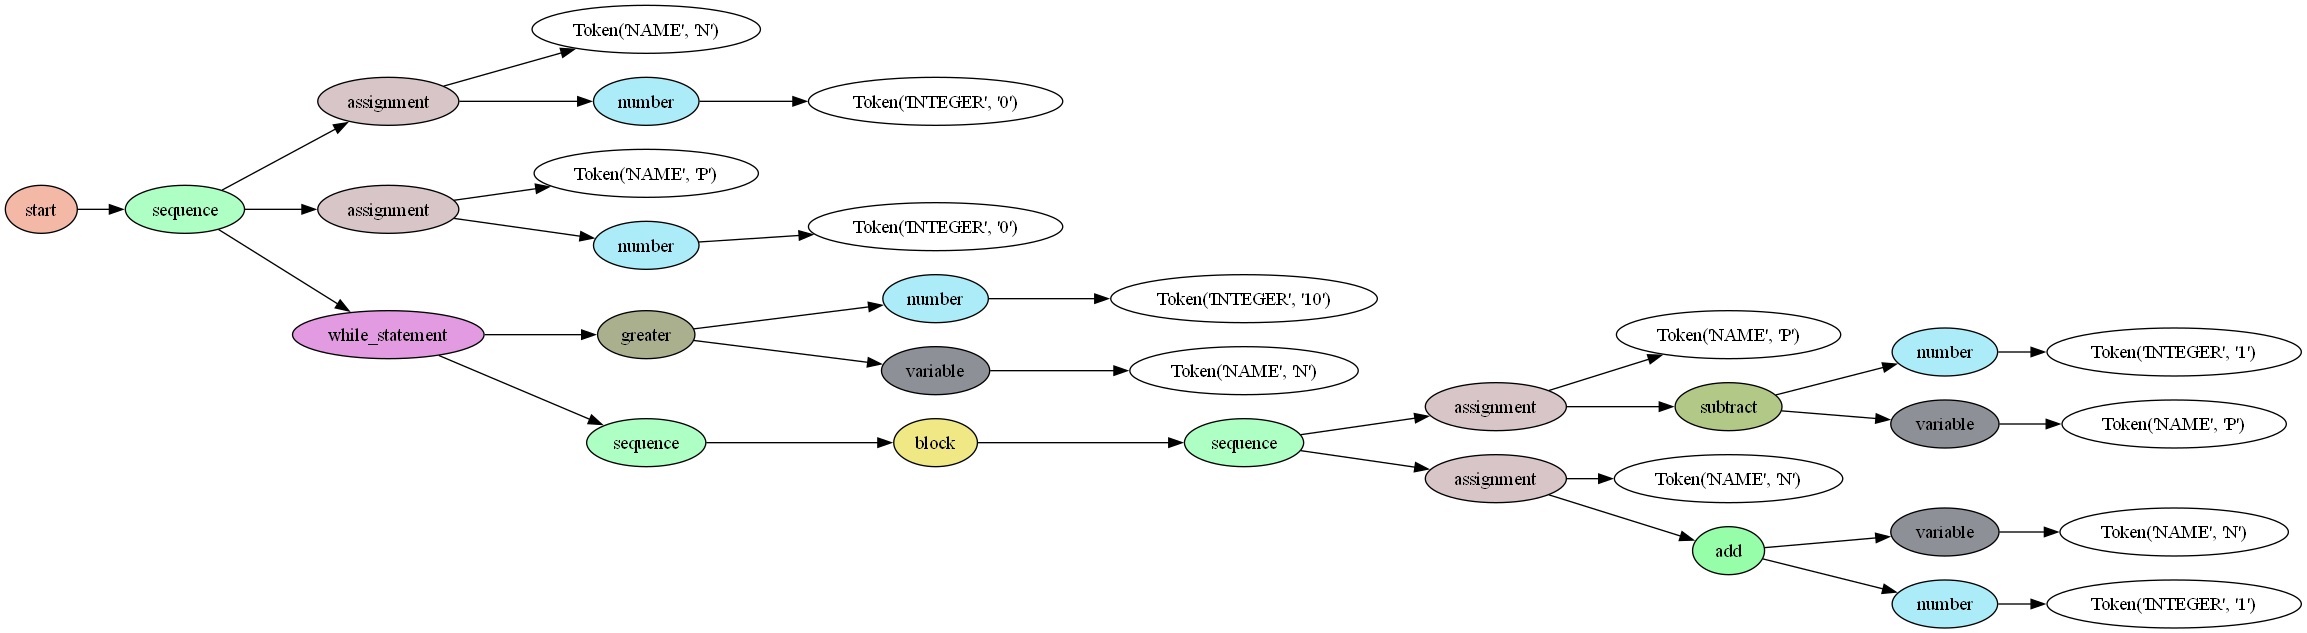 start
sequence
assignment
Token('NAME', 'N')
number
Token('INTEGER', '0')
assignment
Token('NAME', 'P')
number
Token('INTEGER', '0')
while_statement
greater
number
Token('INTEGER', '10')
variable
Token('NAME', 'N')
sequence
block
sequence
assignment
Token('NAME', 'P')
subtract
number
Token('INTEGER', '1')
variable
Token('NAME', 'P')
assignment
Token('NAME', 'N')
add
variable
Token('NAME', 'N')
number
Token('INTEGER', '1')